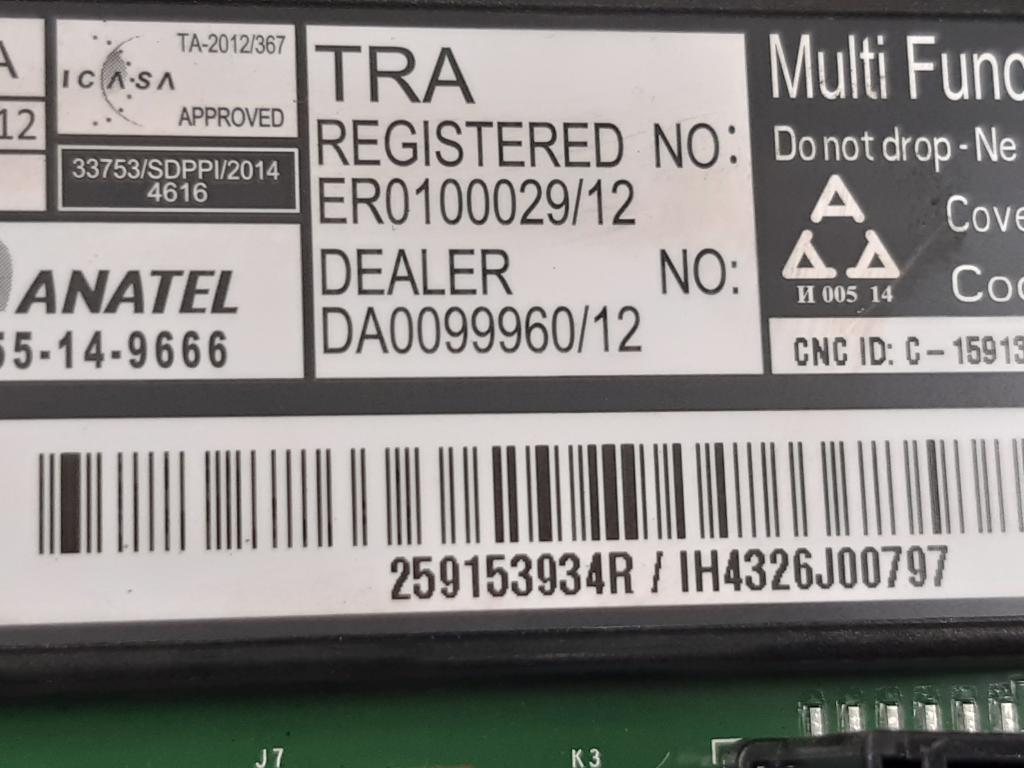 A
12
ICASA
TA-2012/367
APPROVED
33753/SDPPI/2014
4616
ANATEL
55-14-9666
TRA
REGISTERED NO:
ER0100029/12
DEALER NO:
DA0099960/12
Multi Func
Do not drop - Ne
Cove
Coo
И 005 14
CNC ID: C-15913
259153934R / IH4326J00797
J7
K3